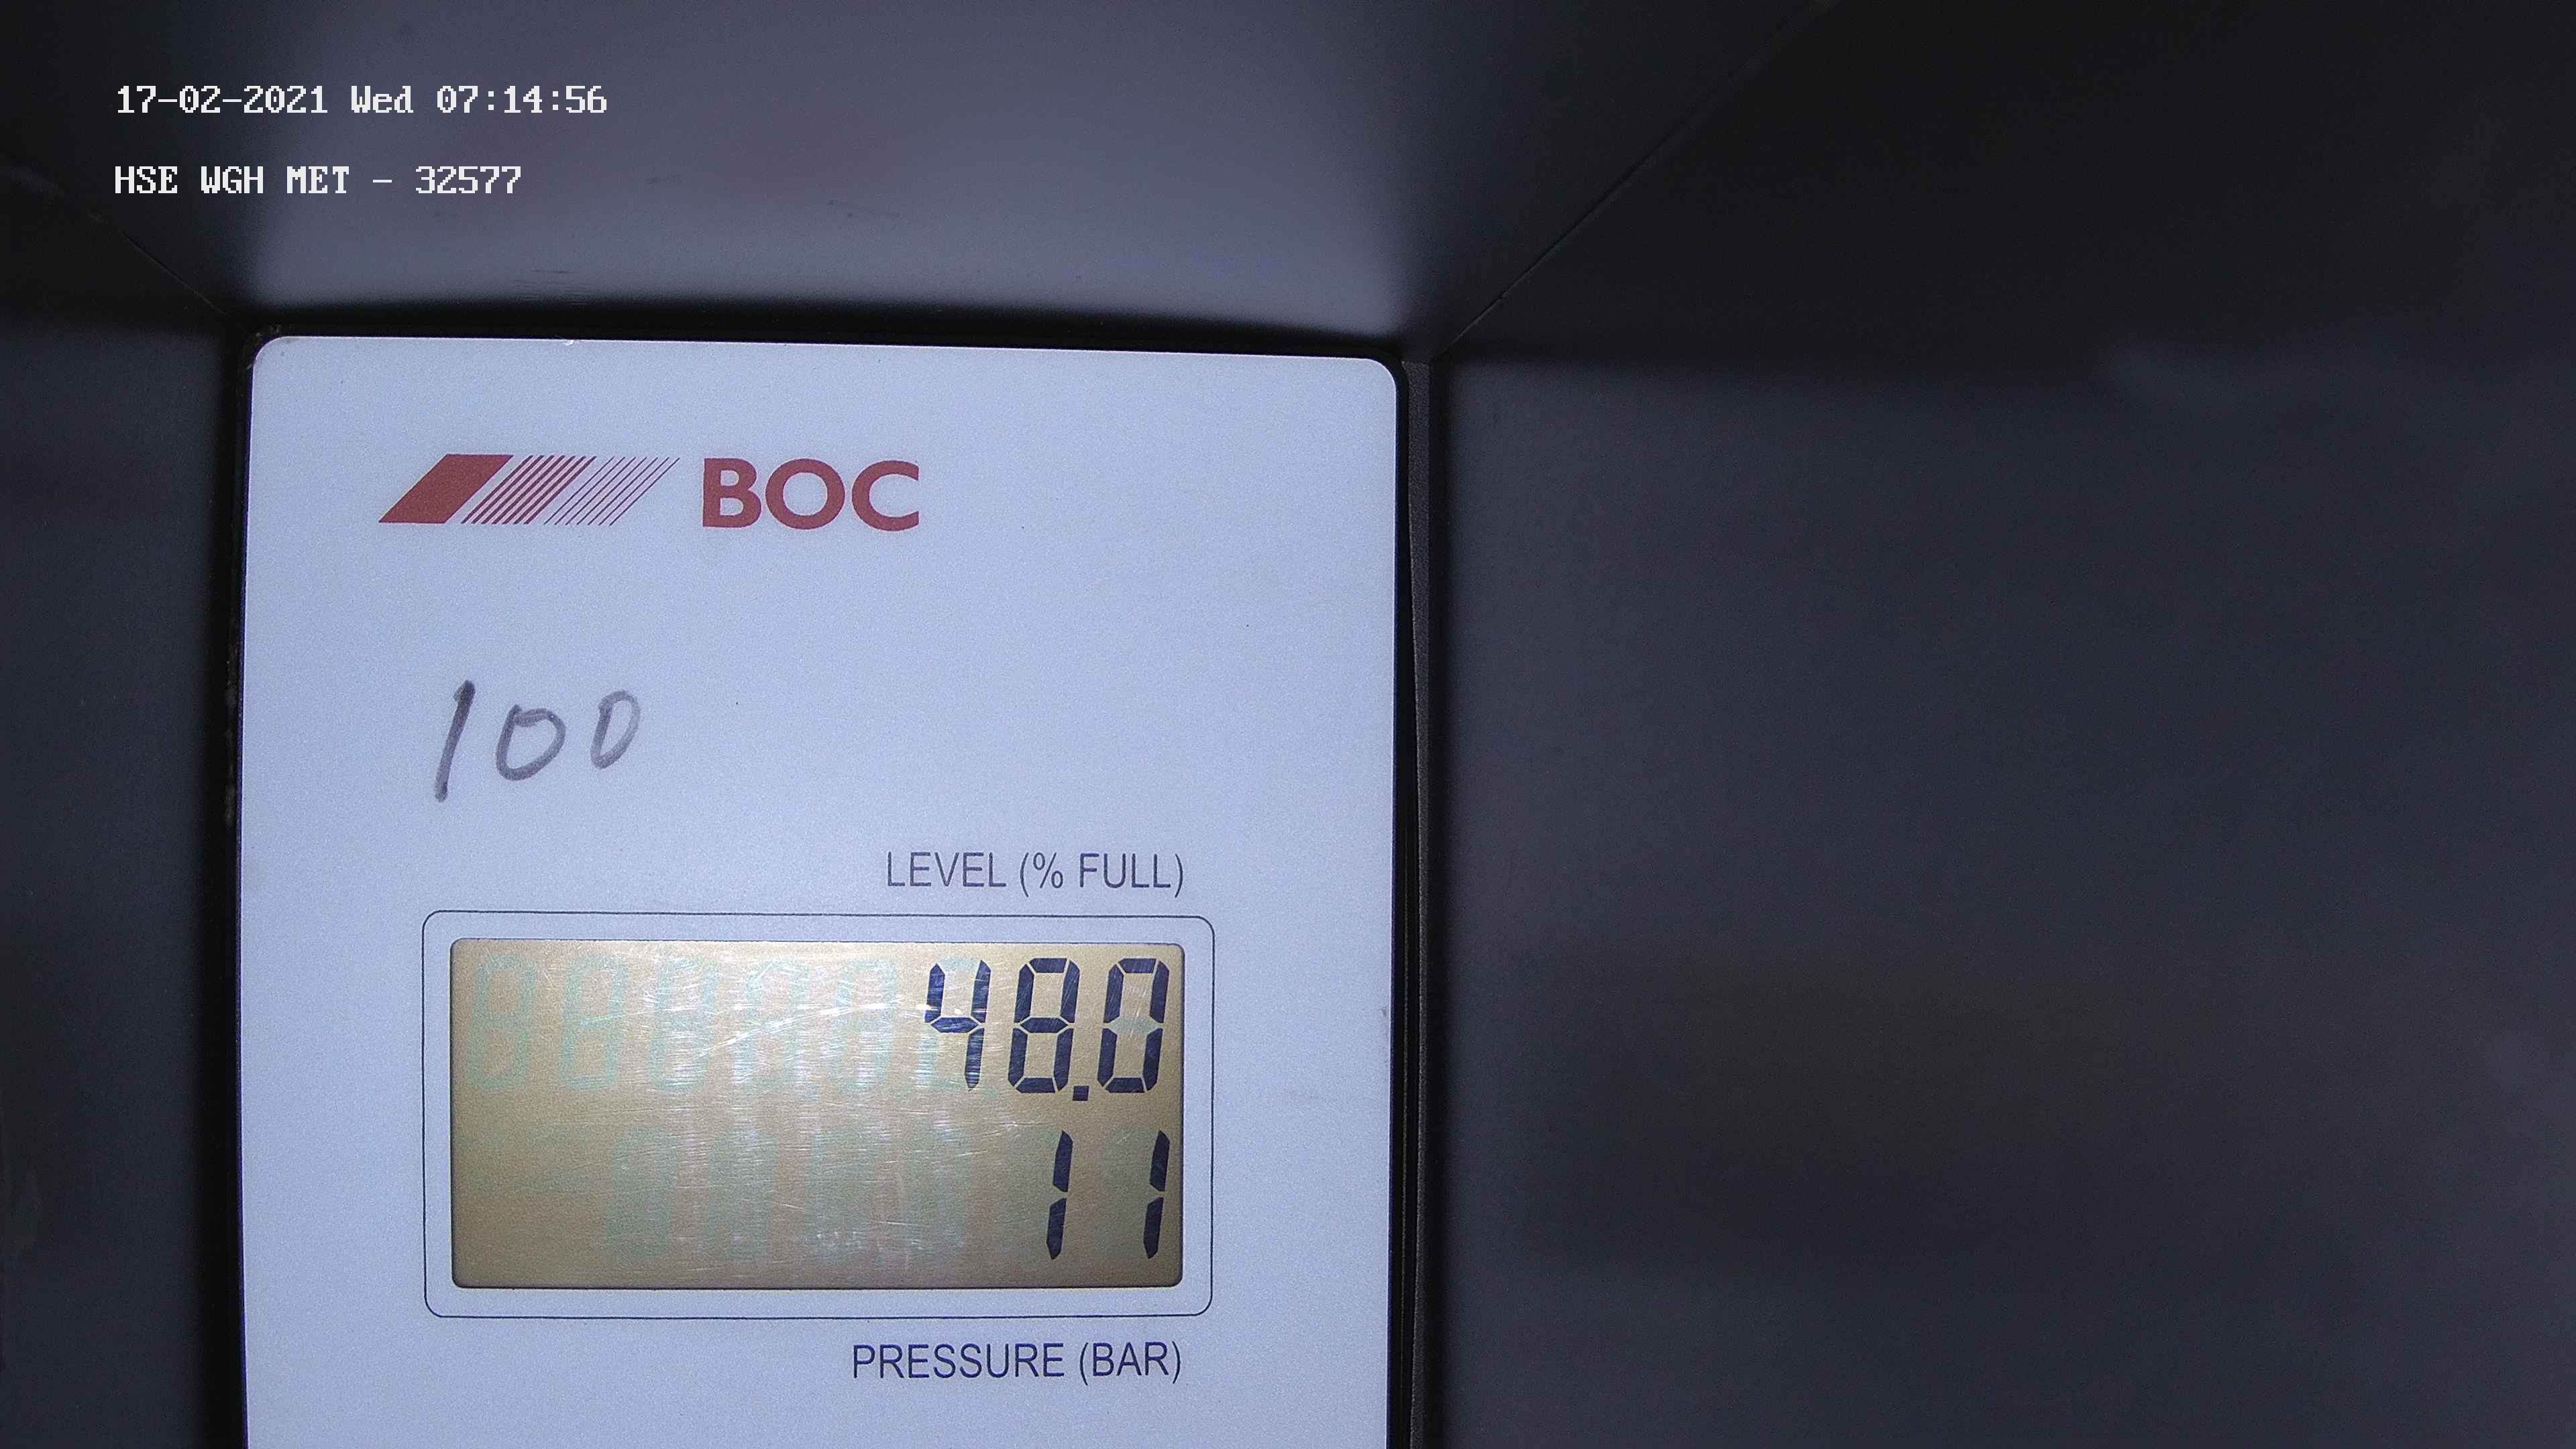 17-02-2021 Wed 07:14:56
HSE WGH MET - 32577
BOC
100
LEVEL (% FULL)
48.0
11
PRESSURE (BAR)